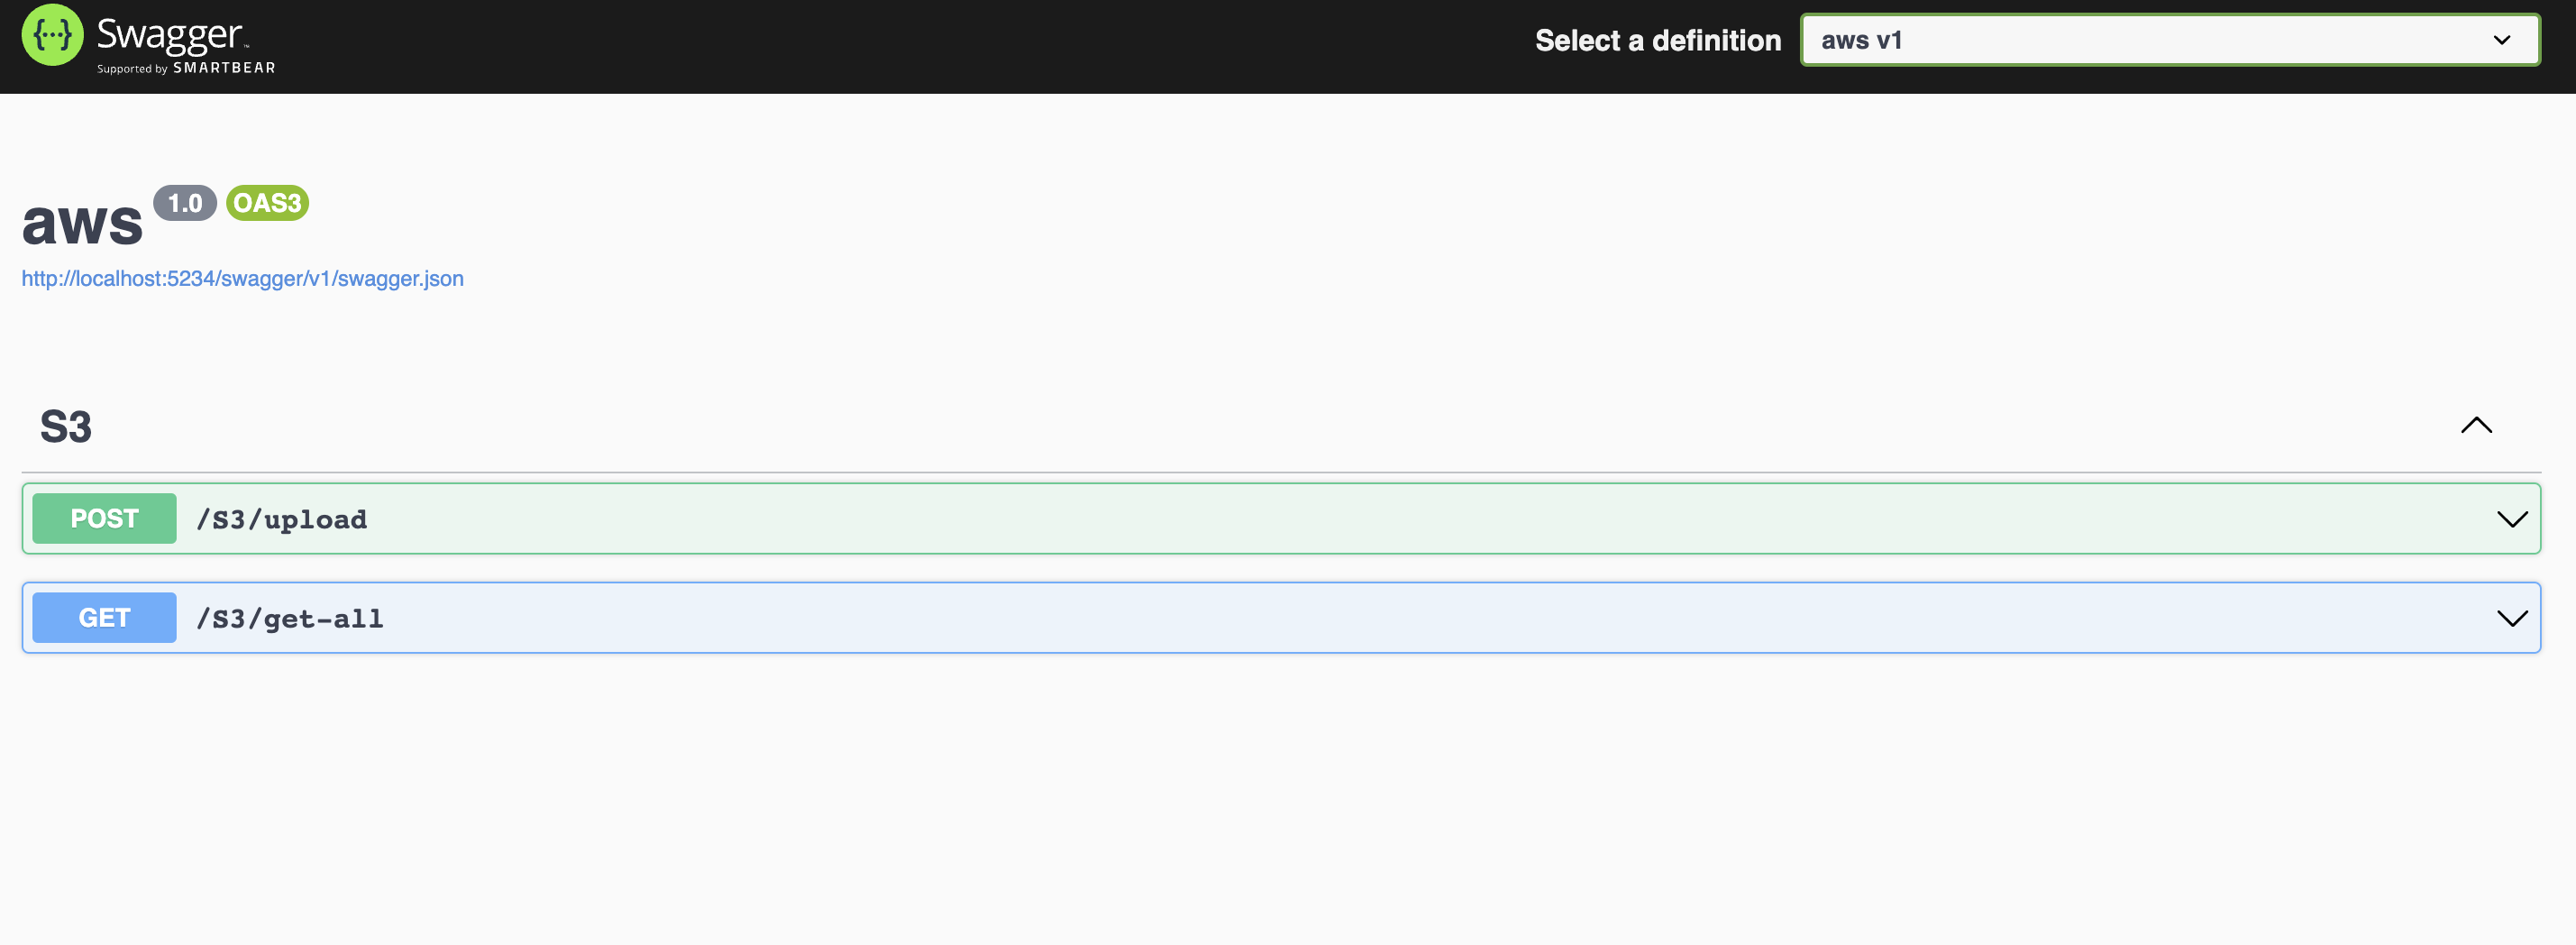 {...} Swagger™
Supported by SMARTBEAR
Select a definition
aws v1
aws 1.0 OAS3
http://localhost:5234/swagger/v1/swagger.json
S3
POST /S3/upload
GET /S3/get-all